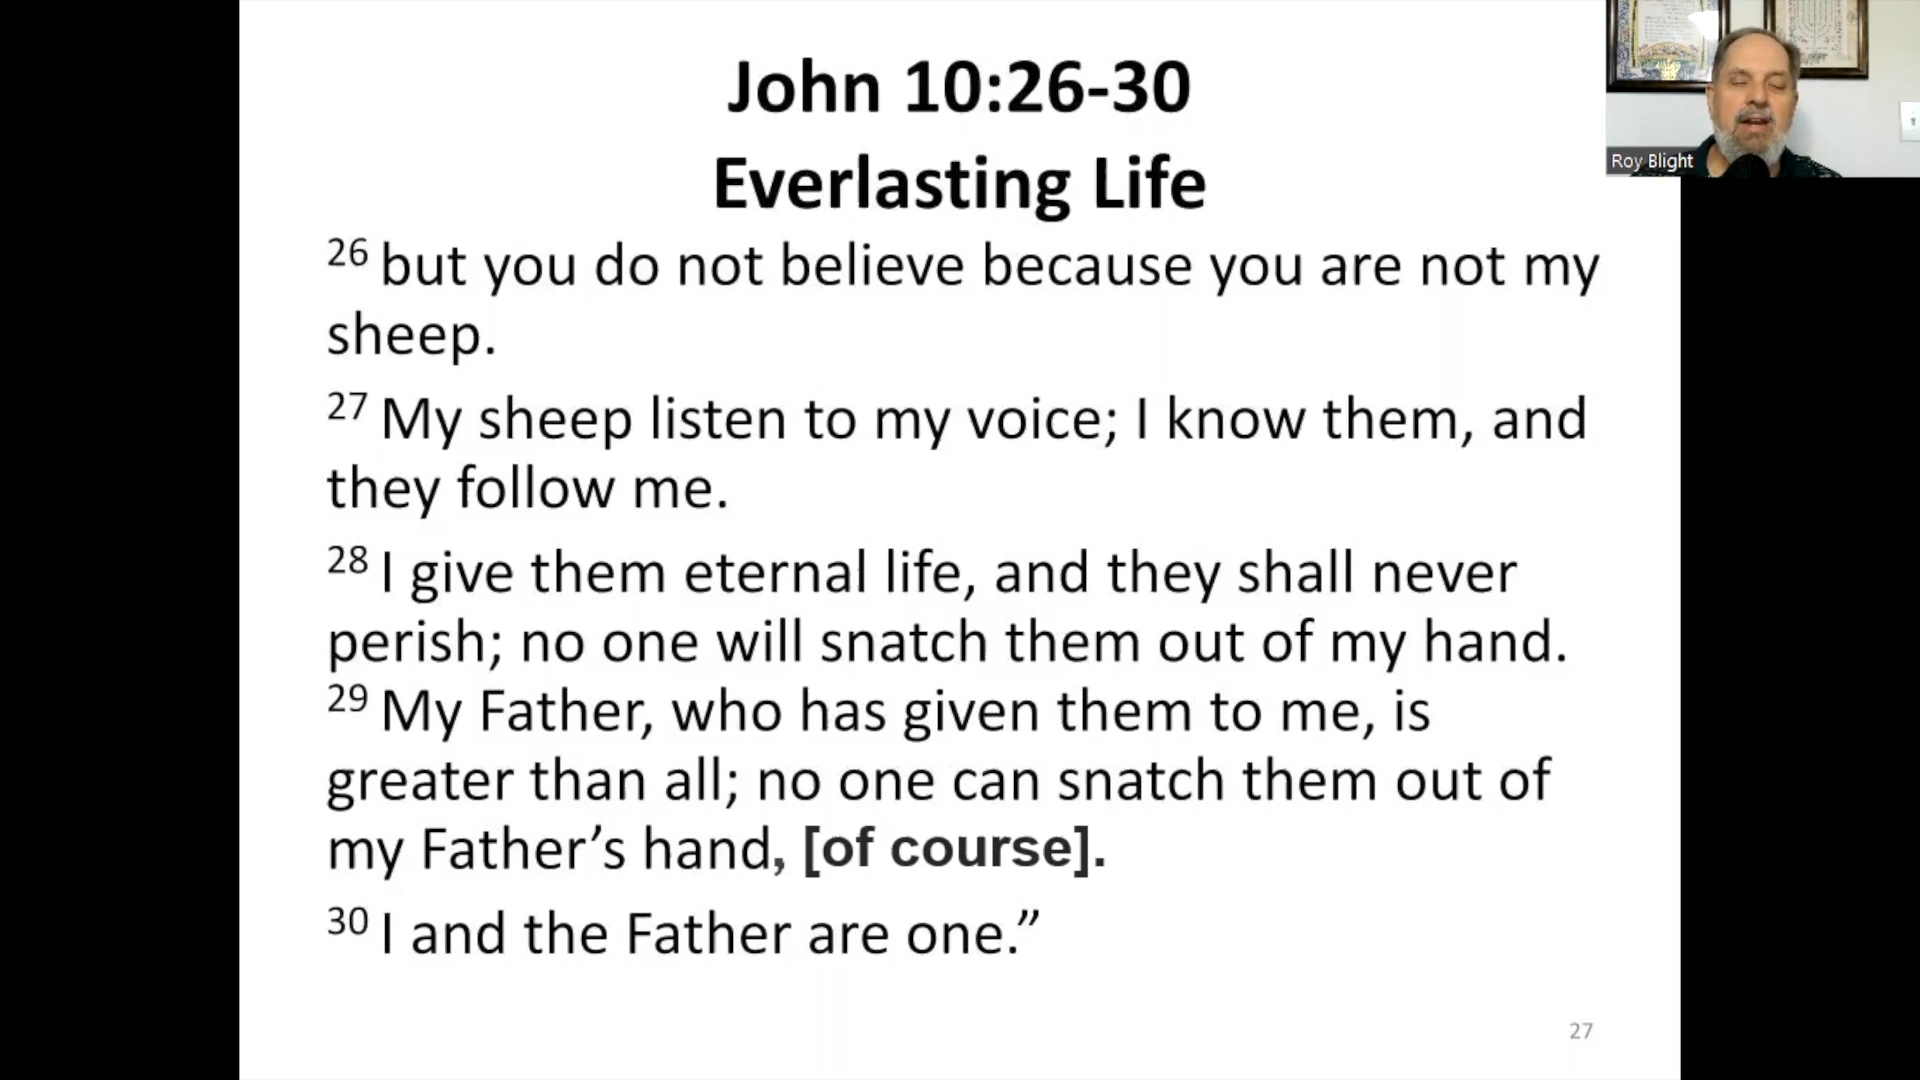 John 10:26-30
Everlasting Life
26 but you do not believe because you are not my
sheep.
27 My sheep listen to my voice; I know them, and
they follow me.
28 I give them eternal life, and they shall never
perish; no one will snatch them out of my hand.
29 My Father, who has given them to me, is
greater than all; no one can snatch them out of
my Father’s hand, [of course].
30 I and the Father are one.”
27
Roy Blight